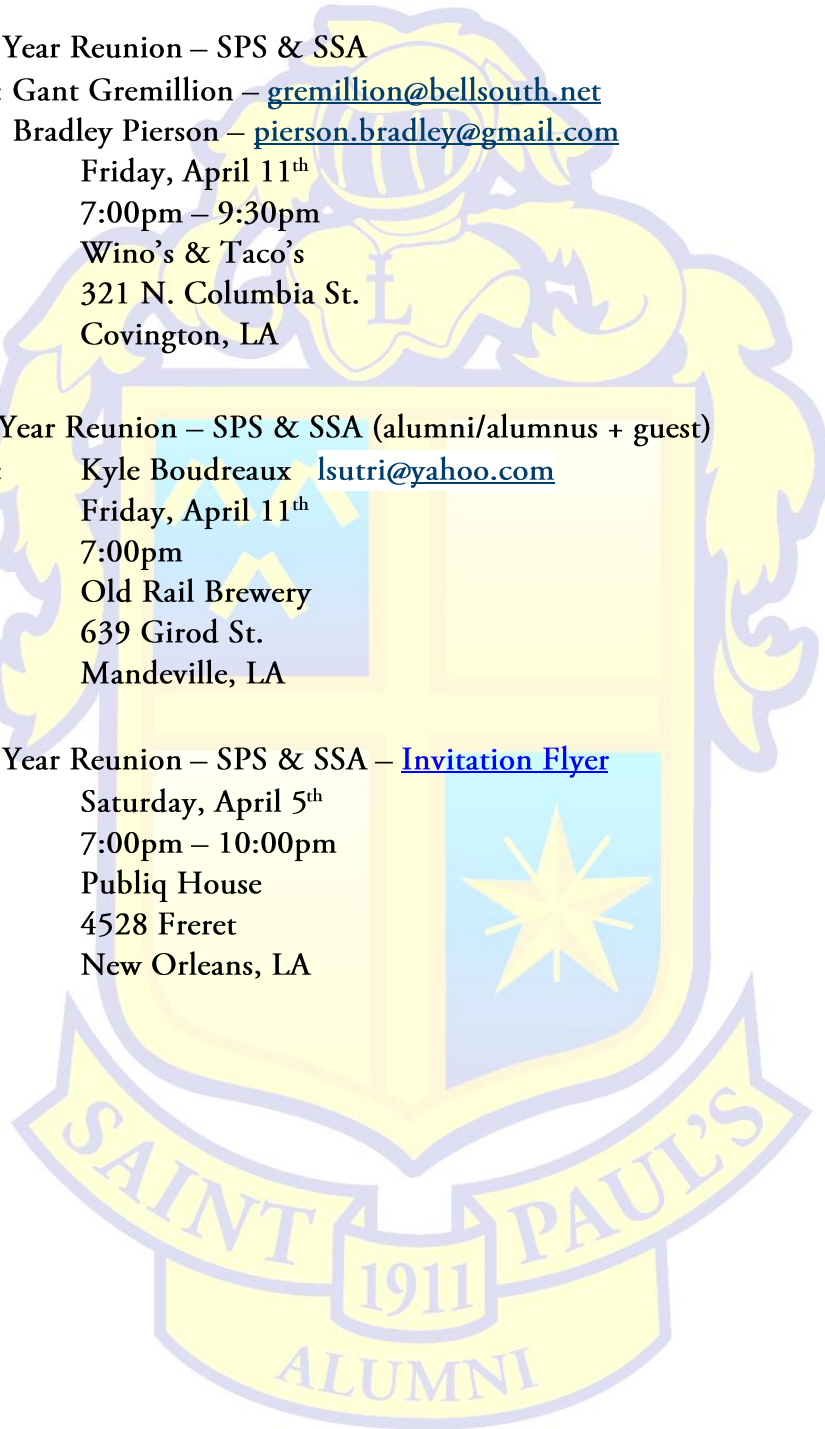 Year Reunion – SPS & SSA
: Gant Gremillion – gremillion@bellsouth.net
Bradley Pierson – pierson.bradley@gmail.com
Friday, April 11th
7:00pm – 9:30pm
Wino’s & Taco’s
321 N. Columbia St.
Covington, LA
Year Reunion – SPS & SSA (alumni/alumnus + guest)
: Kyle Boudreaux lsutri@yahoo.com
Friday, April 11th
7:00pm
Old Rail Brewery
639 Girod St.
Mandeville, LA
Year Reunion – SPS & SSA – Invitation Flyer
Saturday, April 5th
7:00pm – 10:00pm
Publiq House
4528 Freret
New Orleans, LA
L
SAINT PAUL’S
1911
ALUMNI